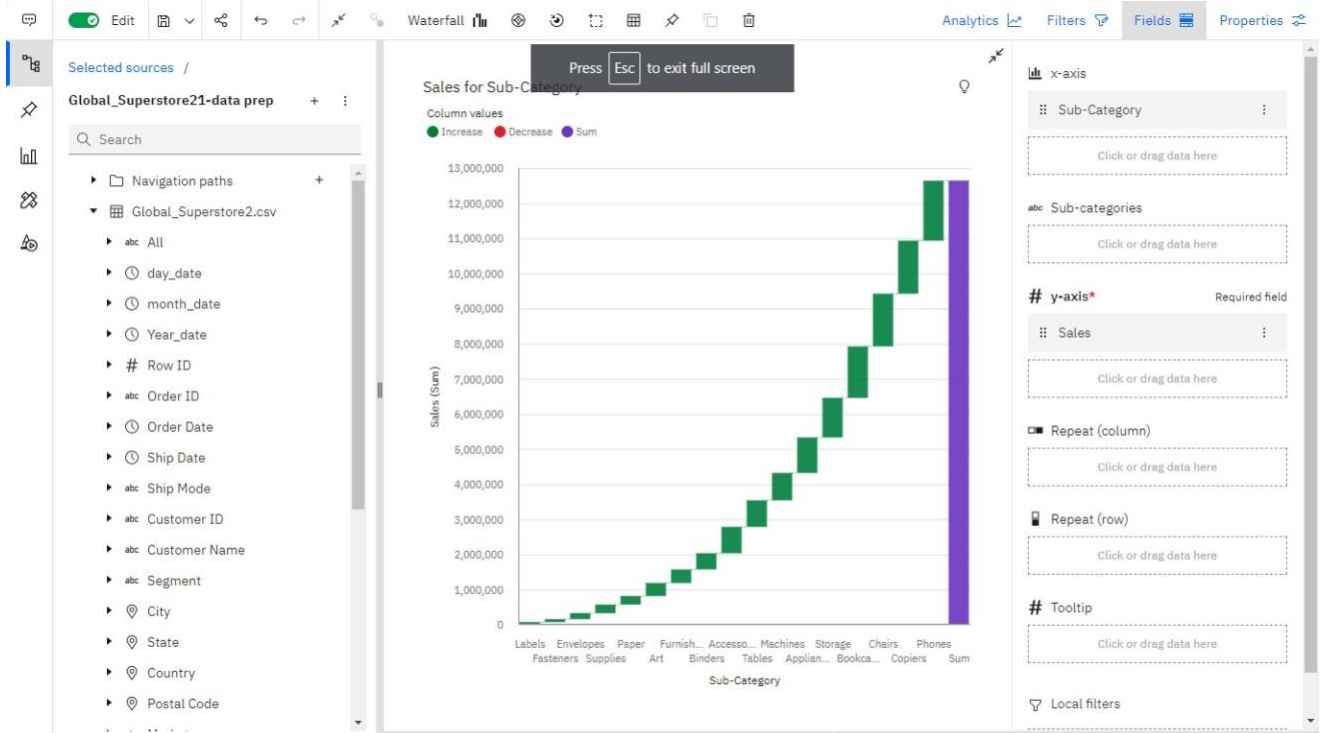 Edit
Waterfall
Analytics
Filters
Fields
Properties
Selected sources /
Global_Superstore21-data prep
Search
Navigation paths
Global_Superstore2.csv
abc All
day_date
month_date
Year_date
# Row ID
abc Order ID
Order Date
Ship Date
abc Ship Mode
abc Customer ID
abc Customer Name
abc Segment
City
State
Country
Postal Code
Press Esc to exit full screen
Sales for Sub-Category
Column values
Increase Decrease Sum
13,000,000
12,000,000
11,000,000
10,000,000
9,000,000
8,000,000
7,000,000
6,000,000
5,000,000
4,000,000
3,000,000
2,000,000
1,000,000
0
Sales (Sum)
Labels Envelopes Paper Furnish... Accesso... Machines Storage Chairs Phones
Fasteners Supplies Art Binders Tables Applian... Bookca... Copiers Sum
Sub-Category
x-axis
Sub-Category
Click or drag data here
abc Sub-categories
Click or drag data here
# y-axis* Required field
Sales
Click or drag data here
Repeat (column)
Click or drag data here
Repeat (row)
Click or drag data here
# Tooltip
Click or drag data here
Local filters